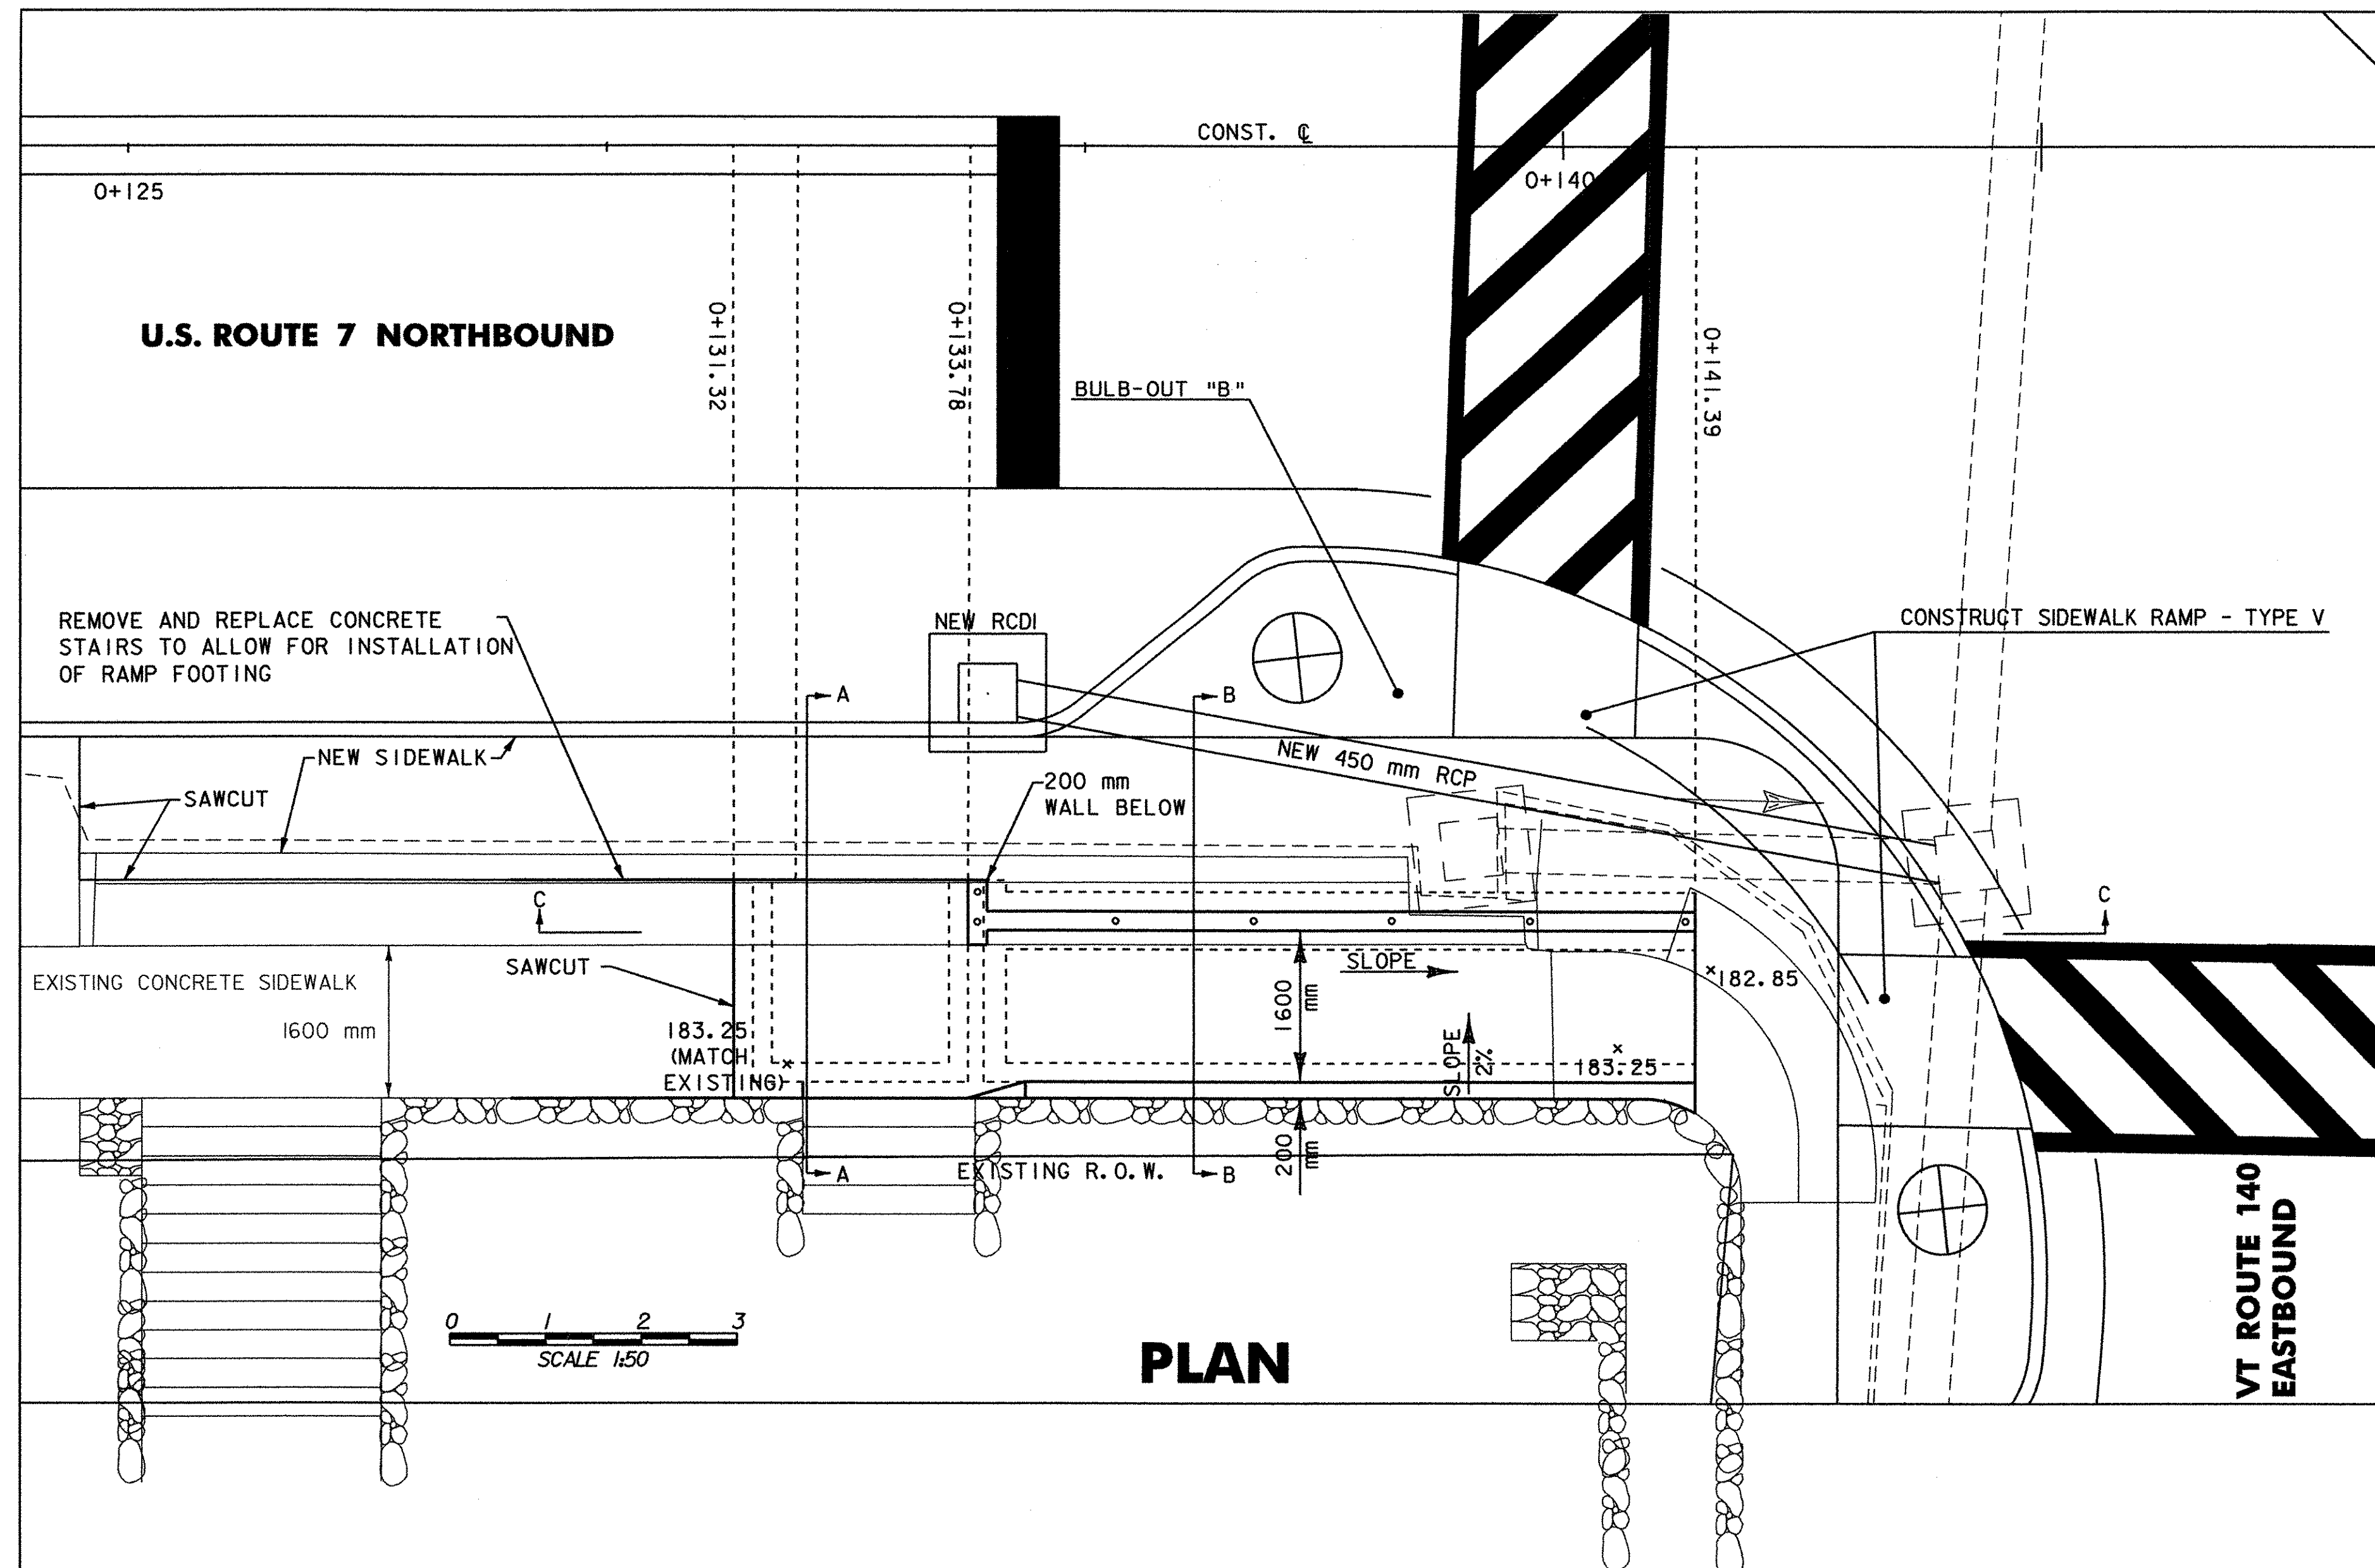 CONST. ℄
0+125
0+140
0+131.32
0+133.78
0+141.39
U.S. ROUTE 7 NORTHBOUND
BULB-OUT "B"
REMOVE AND REPLACE CONCRETE
STAIRS TO ALLOW FOR INSTALLATION
OF RAMP FOOTING
NEW RCDI
CONSTRUCT SIDEWALK RAMP - TYPE V
A
B
NEW SIDEWALK
NEW 450 mm RCP
SAWCUT
200 mm
WALL BELOW
C
C
EXISTING CONCRETE SIDEWALK
1600 mm
SAWCUT
SLOPE
182.85
1600
mm
183.25
(MATCH
EXISTING)
SLOPE
2%
183.25
200
mm
A
EXISTING R.O.W.
B
VT ROUTE 140
EASTBOUND
0 1 2 3
SCALE 1:50
PLAN